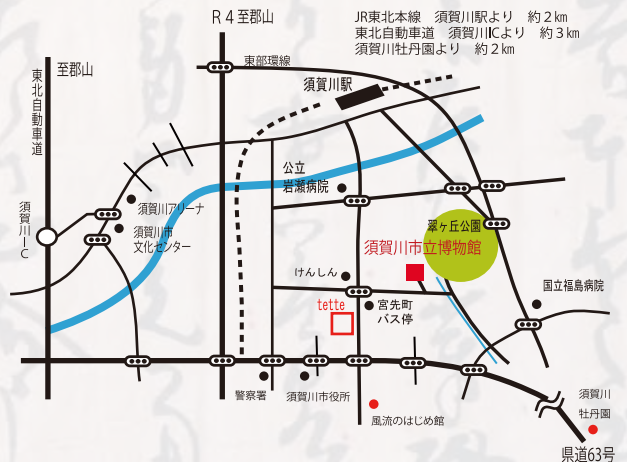 R4至郡山
JR東北本線　須賀川駅より　約2km
東北自動車道　須賀川ICより　約3km
須賀川牡丹園より　約2km
至郡山
東部環線
東北自動車道
須賀川駅
公立
岩瀬病院
須賀川アリーナ
須賀川市
文化センター
須賀川IC
翠ヶ丘公園
須賀川市立博物館
けんしん
tette
宮先町
バス停
国立福島病院
警察署
須賀川市役所
風流のはじめ館
須賀川
牡丹園
県道63号